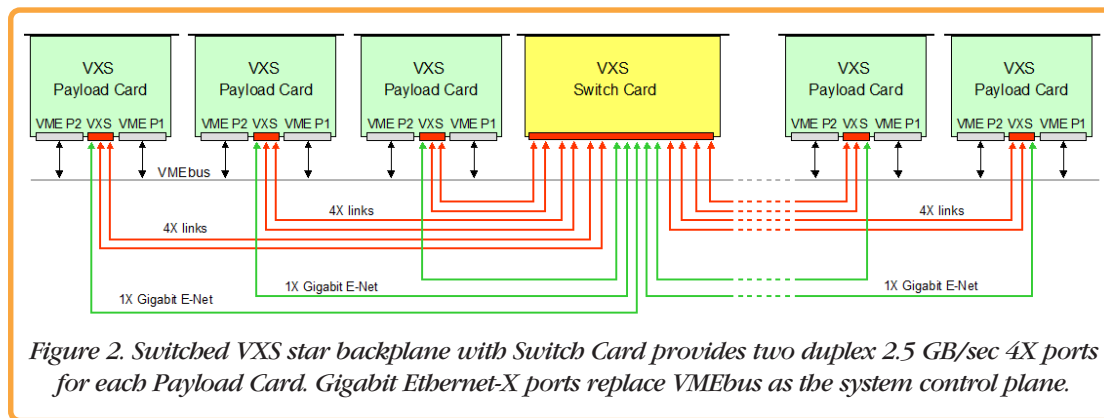 VXS VXS VXS VXS VXS VXS
Payload Card Payload Card Payload Card Switch Card Payload Card Payload Card
VME P2 VXS VME P1 VME P2 VXS VME P1 VME P2 VXS VME P1 VME P2 VXS VME P1 VME P2 VXS VME P1
VMEbus
4X links 4X links
4X links
1X Gigabit E-Net 1X Gigabit E-Net 1X Gigabit E-Net
Figure 2. Switched VXS star backplane with Switch Card provides two duplex 2.5 GB/sec 4X ports
for each Payload Card. Gigabit Ethernet-X ports replace VMEbus as the system control plane.